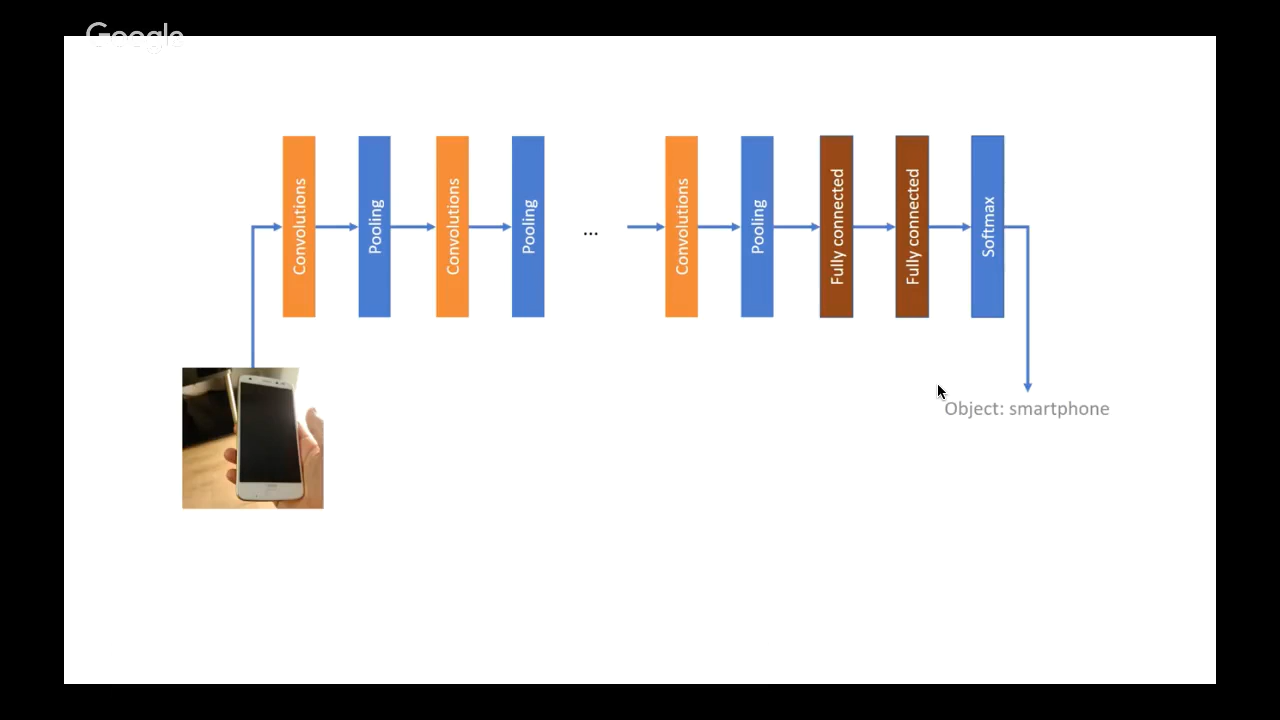 Google
Convolutions
Pooling
Convolutions
Pooling
...
Convolutions
Pooling
Fully connected
Fully connected
Softmax
Object: smartphone